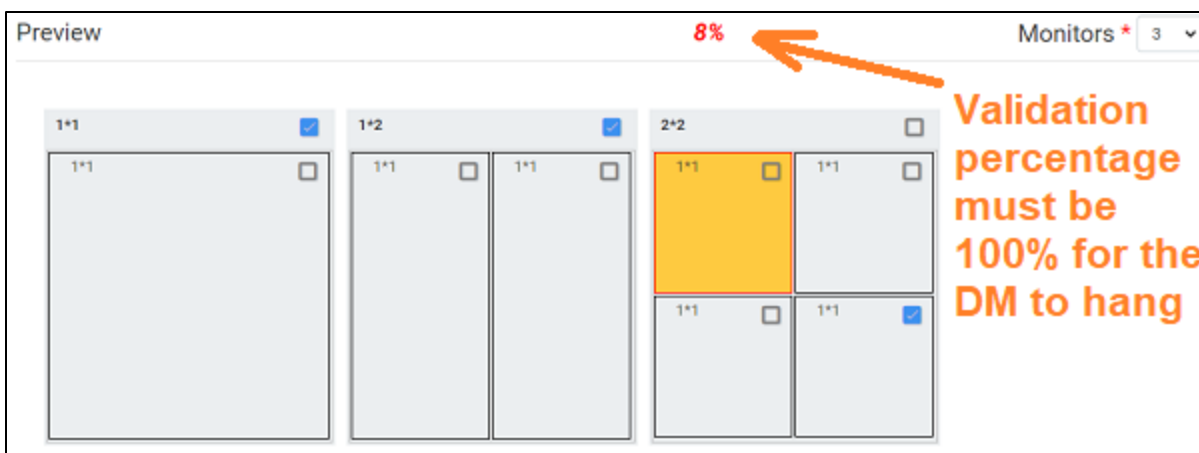 Preview 8% Monitors * 3
Validation
percentage
must be
100% for the
DM to hang
1*1 1*2 2*2
1*1 1*1 1*1 1*1 1*1
1*1 1*1